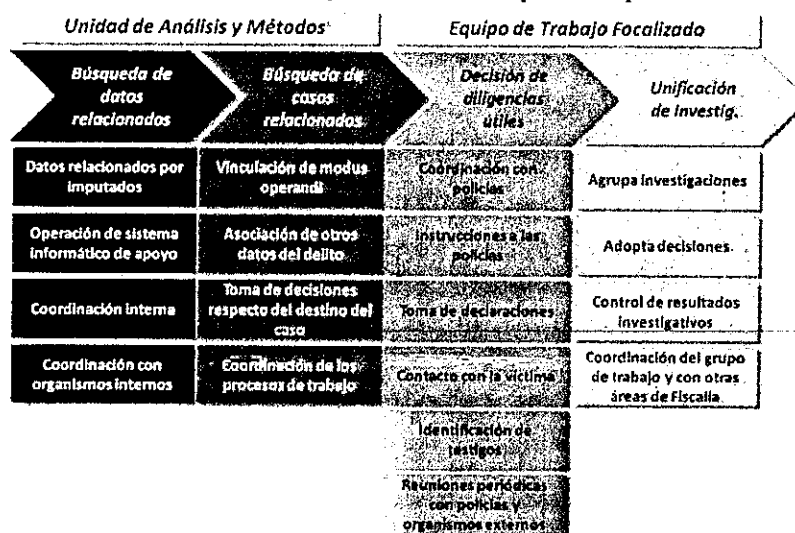 Unidad de Análisis y Métodos
Equipo de Trabajo Focalizado
Búsqueda de
datos
relacionados
Búsqueda de
casos
relacionados
Decisión de
diligencias
útiles
Unificación
de investig.
Datos relacionados por
imputados
Operación de sistema
informático de apoyo
Coordinación interna
Coordinación con
organismos internos
Vinculación de modus
operandi
Asociación de otros
datos del delito
Toma de decisiones
respecto del destino del
caso
Coordinación de los
procesos de trabajo
Coordinación con
policías
Instrucciones a las
policías
Toma de declaraciones
Contacto con la víctima
Identificación de
testigos
Reuniones periódicas
con policías y
organismos externos
Agrupa investigaciones
Adopta decisiones
Control de resultados
investigativos
Coordinación del grupo
de trabajo y con otras
áreas de Fiscalía